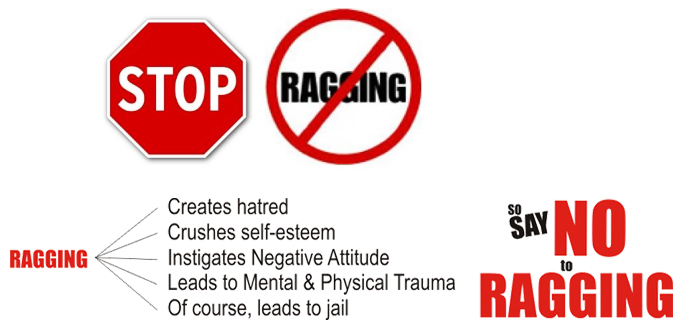 STOP
RAGGING
RAGGING
Creates hatred
Crushes self-esteem
Instigates Negative Attitude
Leads to Mental & Physical Trauma
Of course, leads to jail
SO
SAY NO
to
RAGGING